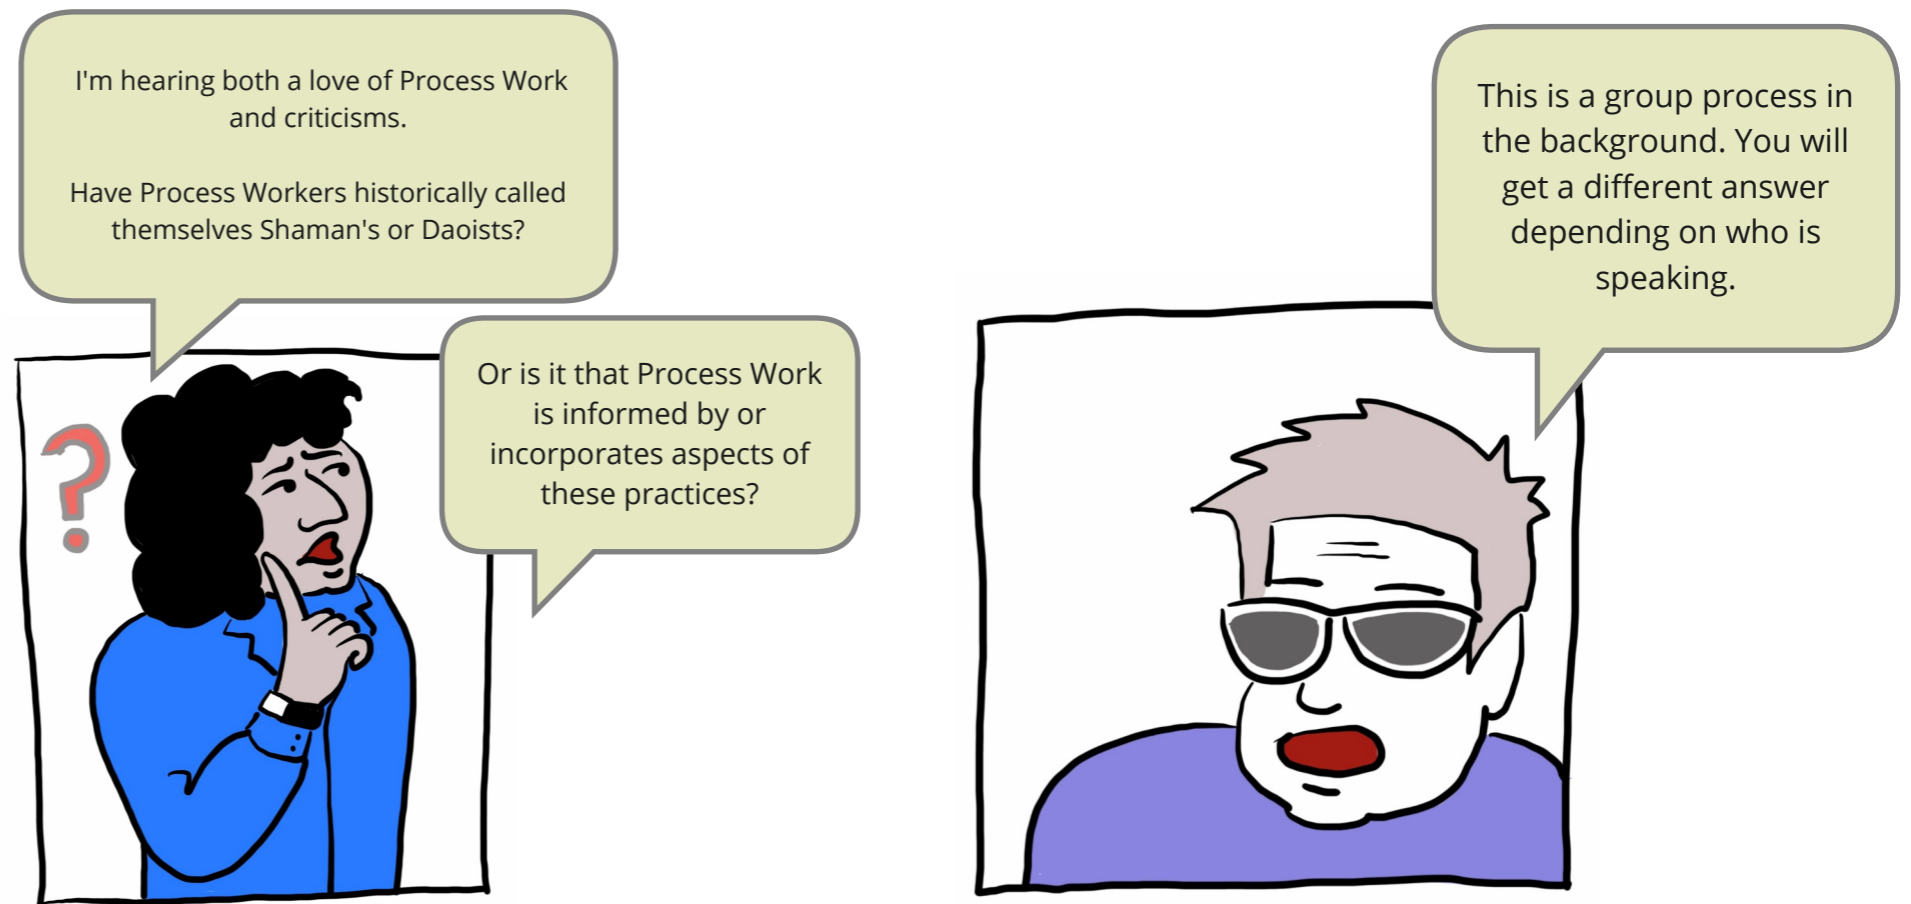 I'm hearing both a love of Process Work
and criticisms.
Have Process Workers historically called
themselves Shaman's or Daoists?
Or is it that Process Work
is informed by or
incorporates aspects of
these practices?
This is a group process in
the background. You will
get a different answer
depending on who is
speaking.
?